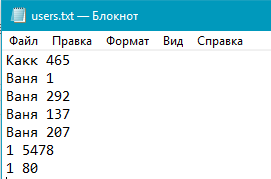 users.txt — Блокнот
Файл Правка Формат Вид Справка
Какк 465
Ваня 1
Ваня 292
Ваня 137
Ваня 207
1 5478
1 80